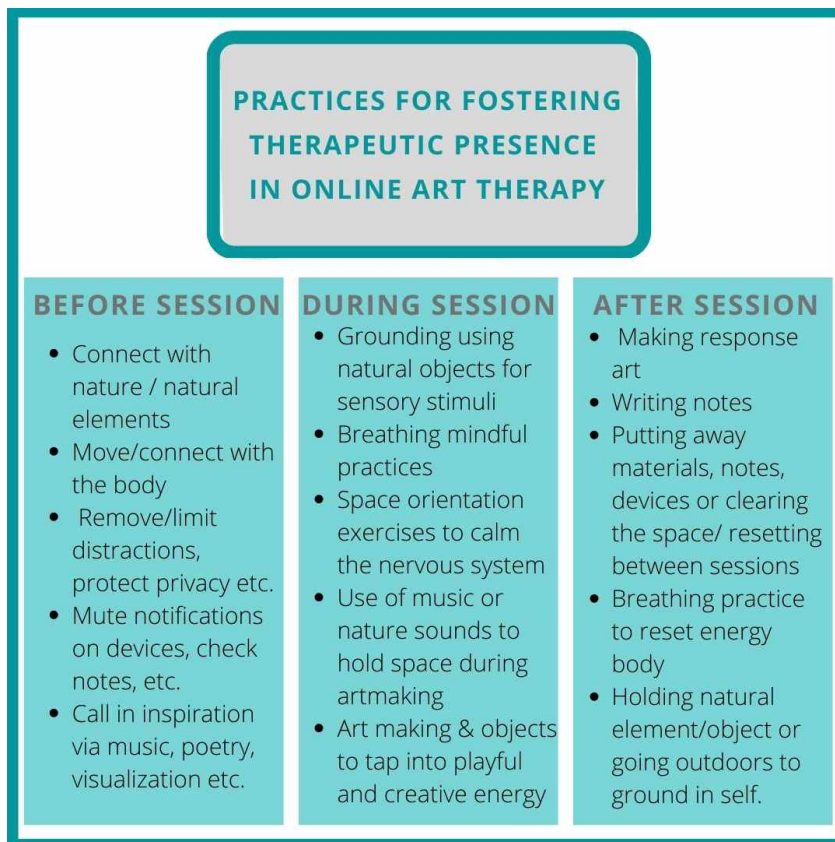 PRACTICES FOR FOSTERING
THERAPEUTIC PRESENCE
IN ONLINE ART THERAPY
BEFORE SESSION
• Connect with
nature / natural
elements
• Move/connect with
the body
• Remove/limit
distractions,
protect privacy etc.
• Mute notifications
on devices, check
notes, etc.
• Call in inspiration
via music, poetry,
visualization etc.
DURING SESSION
• Grounding using
natural objects for
sensory stimuli
• Breathing mindful
practices
• Space orientation
exercises to calm
the nervous system
• Use of music or
nature sounds to
hold space during
artmaking
• Art making & objects
to tap into playful
and creative energy
AFTER SESSION
• Making response
art
• Writing notes
• Putting away
materials, notes,
devices or clearing
the space/ resetting
between sessions
• Breathing practice
to reset energy
body
• Holding natural
element/object or
going outdoors to
ground in self.